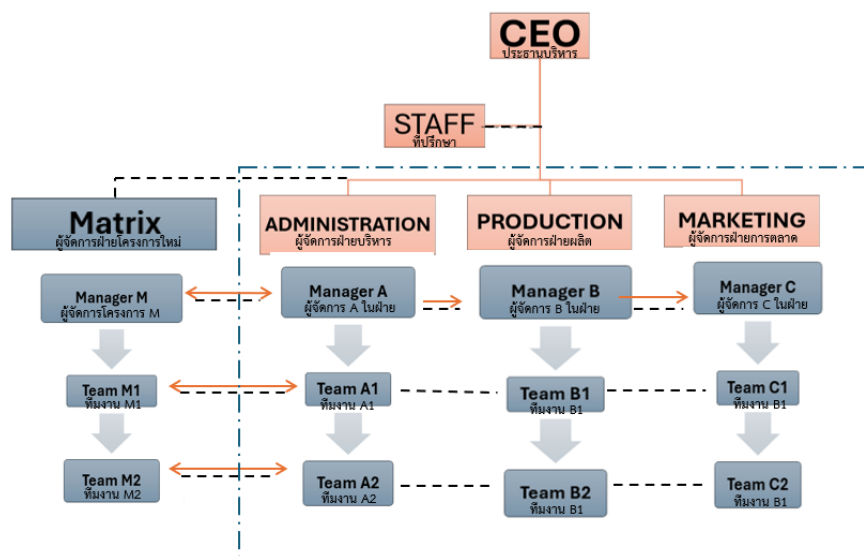 CEO
ประธานบริหาร
STAFF
ที่ปรึกษา
Matrix
ผู้จัดการฝ่ายโครงการใหม่
ADMINISTRATION
ผู้จัดการฝ่ายบริหาร
PRODUCTION
ผู้จัดการฝ่ายผลิต
MARKETING
ผู้จัดการฝ่ายการตลาด
Manager M
ผู้จัดการโครงการ M
Manager A
ผู้จัดการ A ในฝ่าย
Manager B
ผู้จัดการ B ในฝ่าย
Manager C
ผู้จัดการ C ในฝ่าย
Team M1
ทีมงาน M1
Team A1
ทีมงาน A1
Team B1
ทีมงาน B1
Team C1
ทีมงาน B1
Team M2
ทีมงาน M2
Team A2
ทีมงาน A2
Team B2
ทีมงาน B1
Team C2
ทีมงาน B1